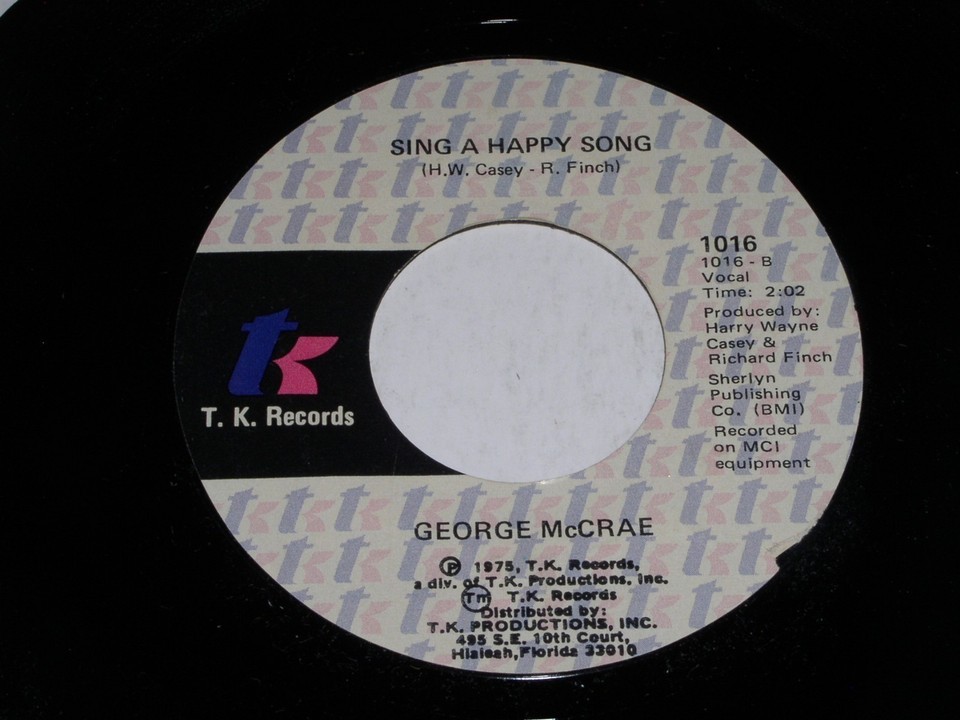 SING A HAPPY SONG
(H.W. Casey - R. Finch)
1016
1016 - B
Vocal
Time: 2:02
Produced by:
Harry Wayne
Casey &
Richard Finch
Sherlyn
Publishing
Co. (BMI)
Recorded
on MCI
equipment
tk
T. K. Records
GEORGE McCRAE
Ⓟ 1975, T.K. Records,
a div. of T.K. Productions, Inc.
Tm T.K. Records
Distributed by:
T.K. PRODUCTIONS, INC.
495 S.E. 10th Court,
Hialeah, Florida 33010